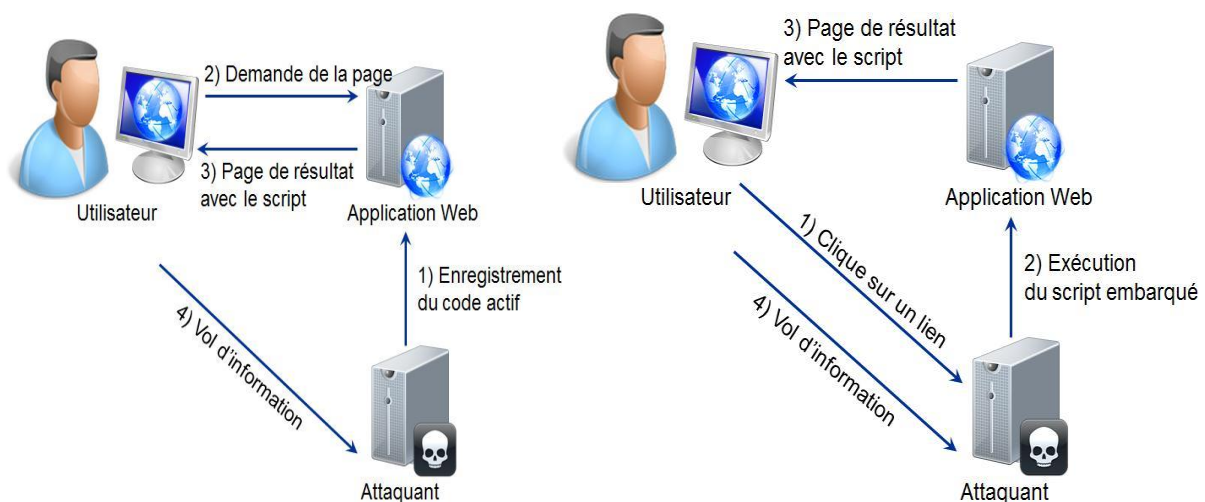 2) Demande de la page
3) Page de résultat
avec le script
Utilisateur
Application Web
1) Enregistrement
du code actif
4) Vol d'information
Attaquant
3) Page de résultat
avec le script
Utilisateur
Application Web
1) Clique sur un lien
2) Exécution
du script embarqué
4) Vol d'information
Attaquant